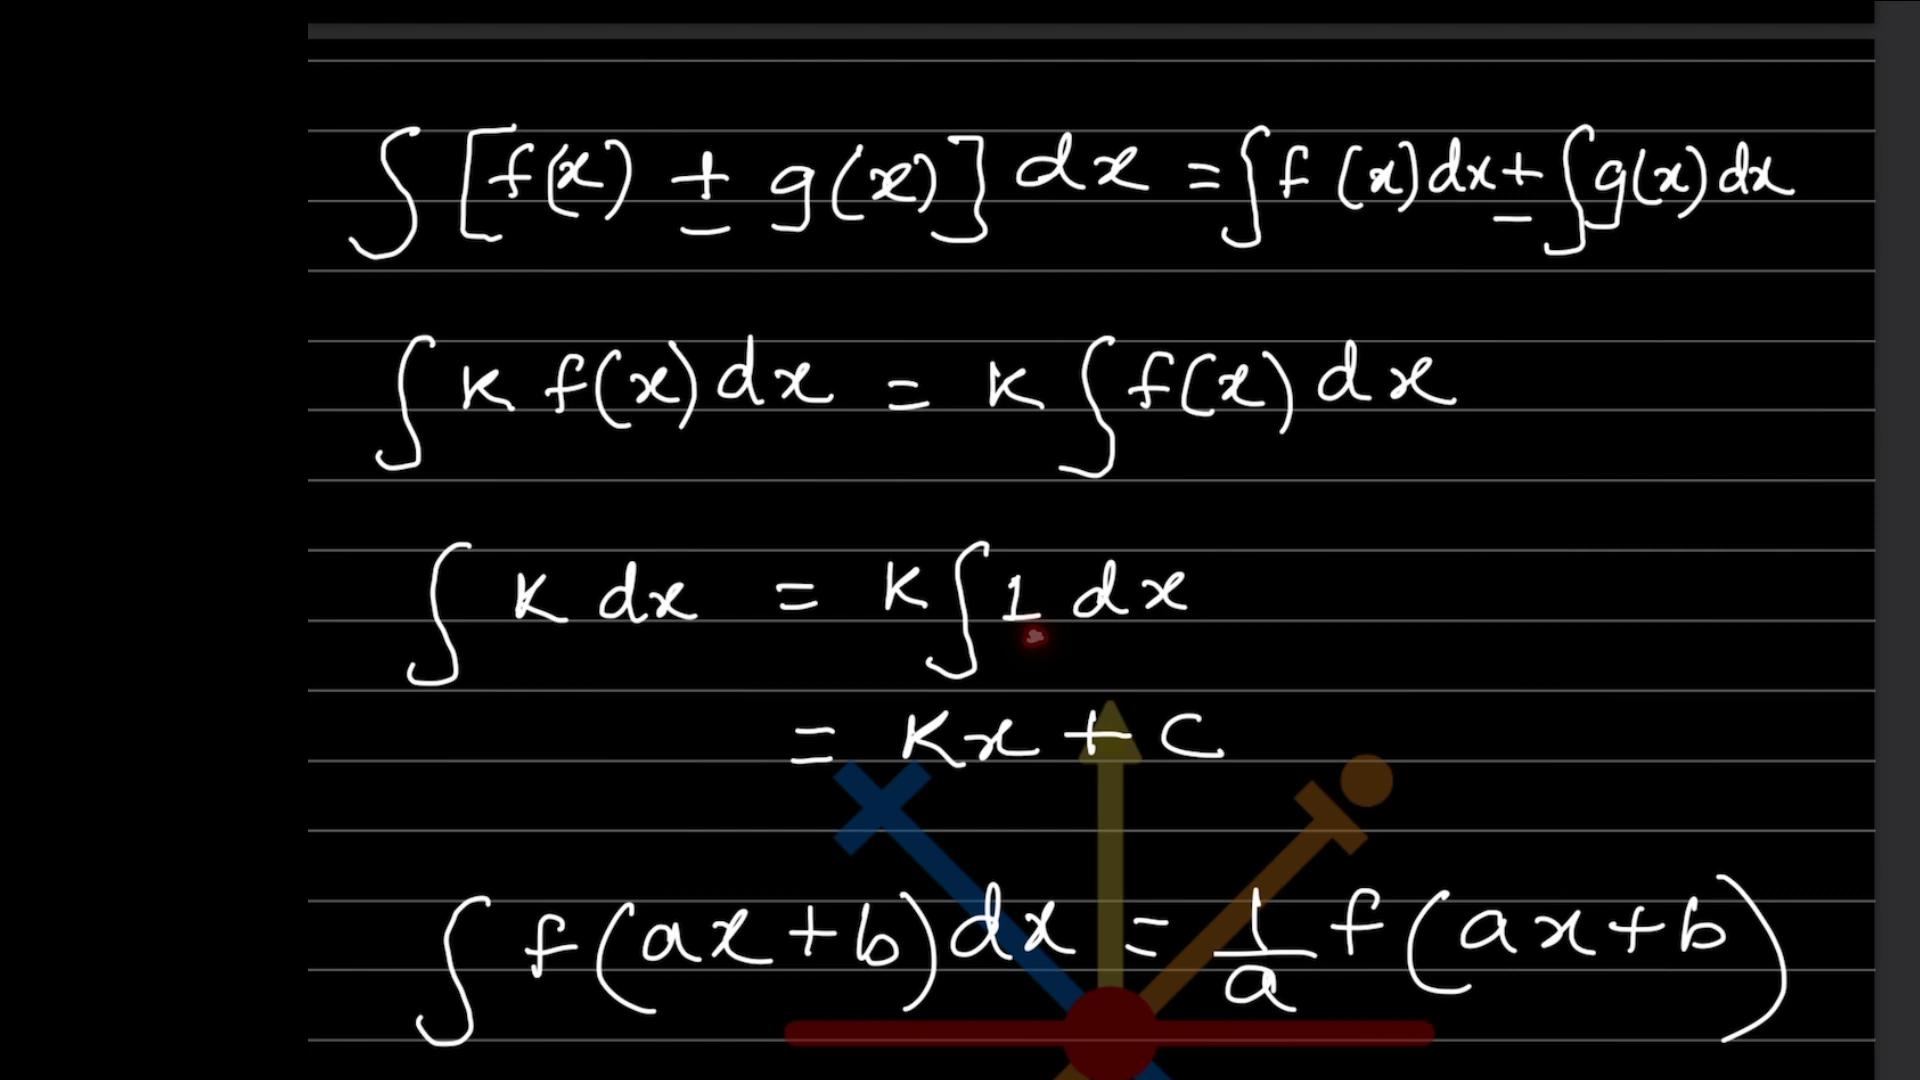 ∫ [f(x) ± g(x)] dx = ∫ f (x) dx ± ∫ g(x) dx
∫ K f(x) dx = K ∫ f(x) dx
∫ K dx = K ∫ 1 dx
= Kx + c
∫ f(ax+b) dx = 1/a f(ax+b)